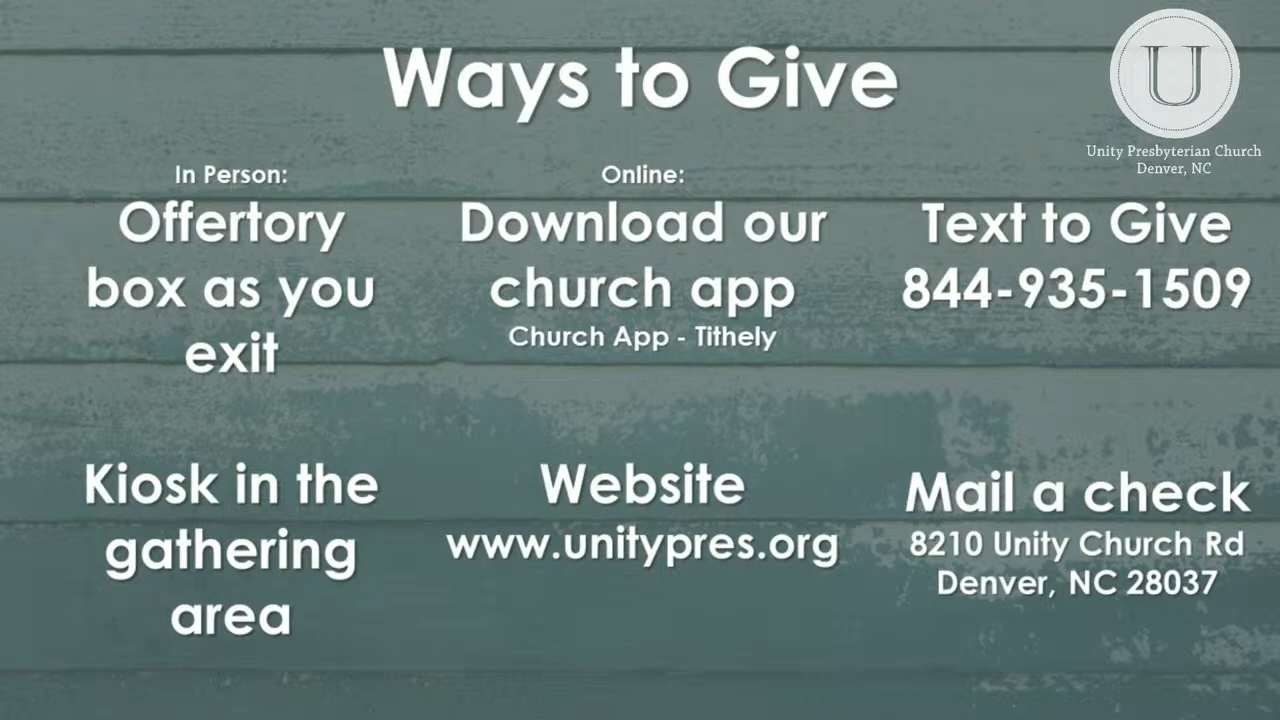 Ways to Give
U
Unity Presbyterian Church
Denver, NC
In Person:
Offertory
box as you
exit
Online:
Download our
church app
Church App - Tithely
Text to Give
844-935-1509
Kiosk in the
gathering
area
Website
www.unitypres.org
Mail a check
8210 Unity Church Rd
Denver, NC 28037